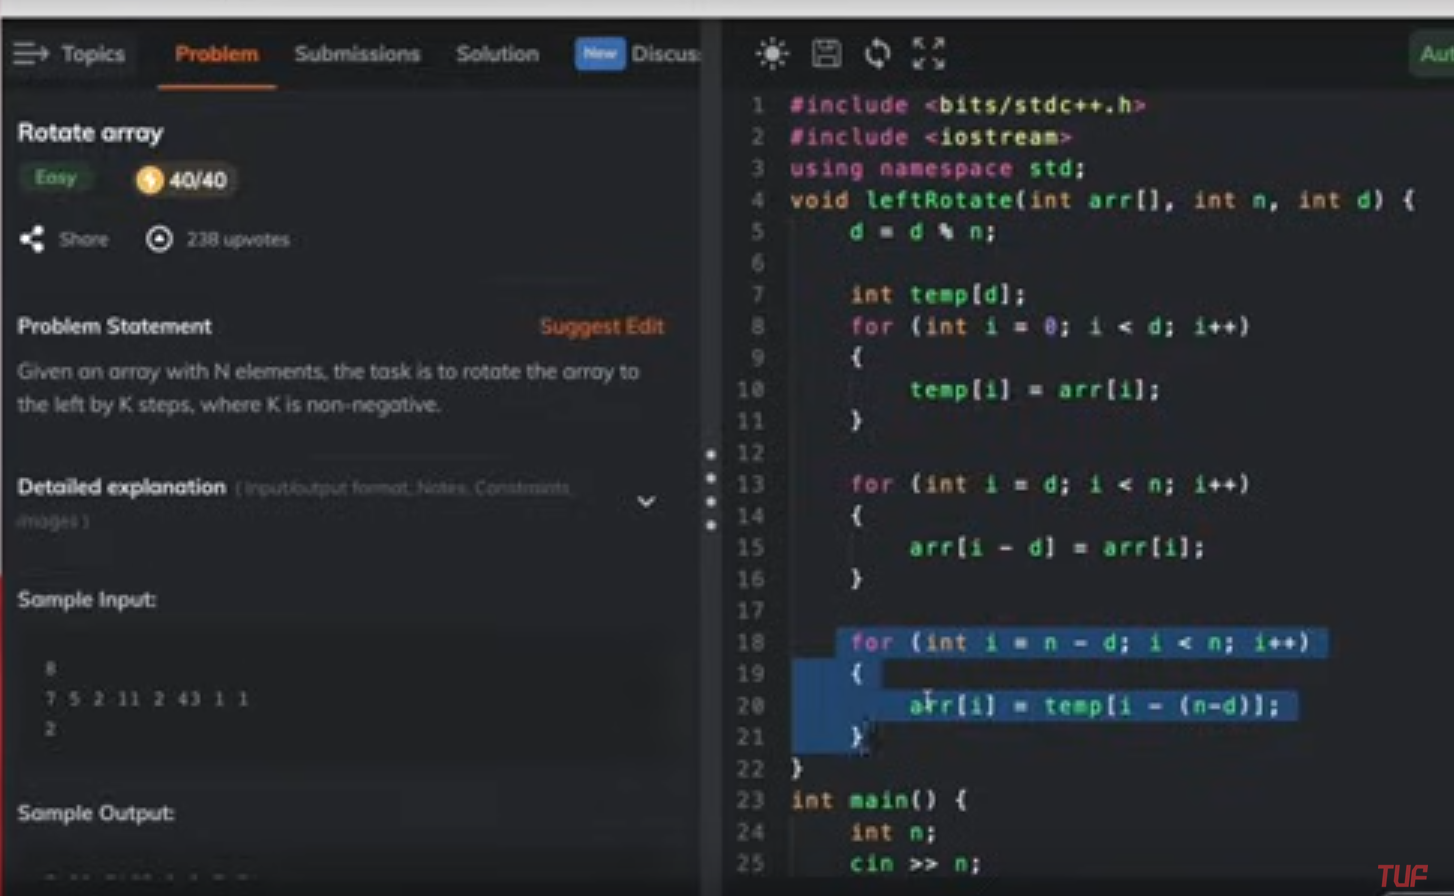 Topics Problem Submissions Solution New Discus
Rotate array
Easy 40/40
Share 238 upvotes
Problem Statement Suggest Edit
Given an array with N elements, the task is to rotate the array to
the left by K steps, where K is non-negative.
Detailed explanation ( Input/output format, Notes, Constraints,
Images )
Sample Input:
8
7 5 2 11 2 43 1 1
2
Sample Output:
Aut
1 #include <bits/stdc++.h>
2 #include <iostream>
3 using namespace std;
4 void leftRotate(int arr[], int n, int d) {
5 d = d % n;
6
7 int temp[d];
8 for (int i = 0; i < d; i++)
9 {
10 temp[i] = arr[i];
11 }
12
13 for (int i = d; i < n; i++)
14 {
15 arr[i - d] = arr[i];
16 }
17
18 for (int i = n - d; i < n; i++)
19 {
20 arr[i] = temp[i - (n-d)];
21 }
22 }
23 int main() {
24 int n;
25 cin >> n;
TUF